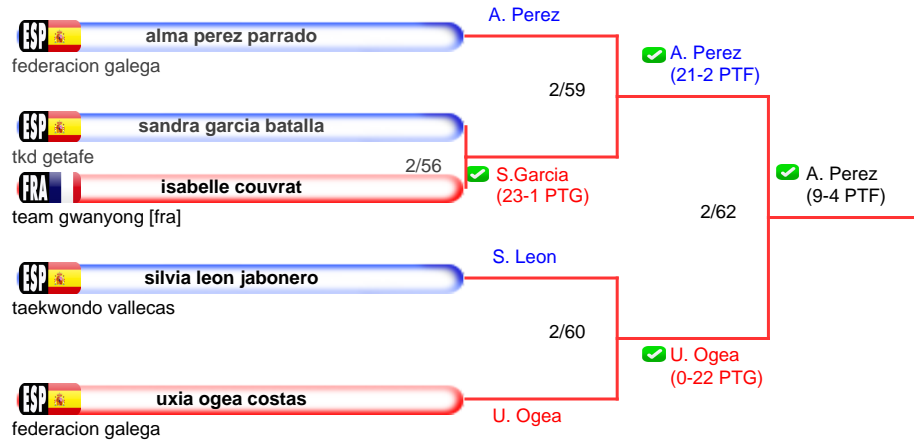 A. Perez
ESP alma perez parrado
federacion galega
A. Perez
(21-2 PTF)
2/59
ESP sandra garcia batalla
tkd getafe
2/56
S.Garcia
(23-1 PTG)
A. Perez
(9-4 PTF)
FRA isabelle couvrat
team gwanyong [fra]
2/62
S. Leon
ESP silvia leon jabonero
taekwondo vallecas
2/60
U. Ogea
(0-22 PTG)
ESP uxia ogea costas
U. Ogea
federacion galega